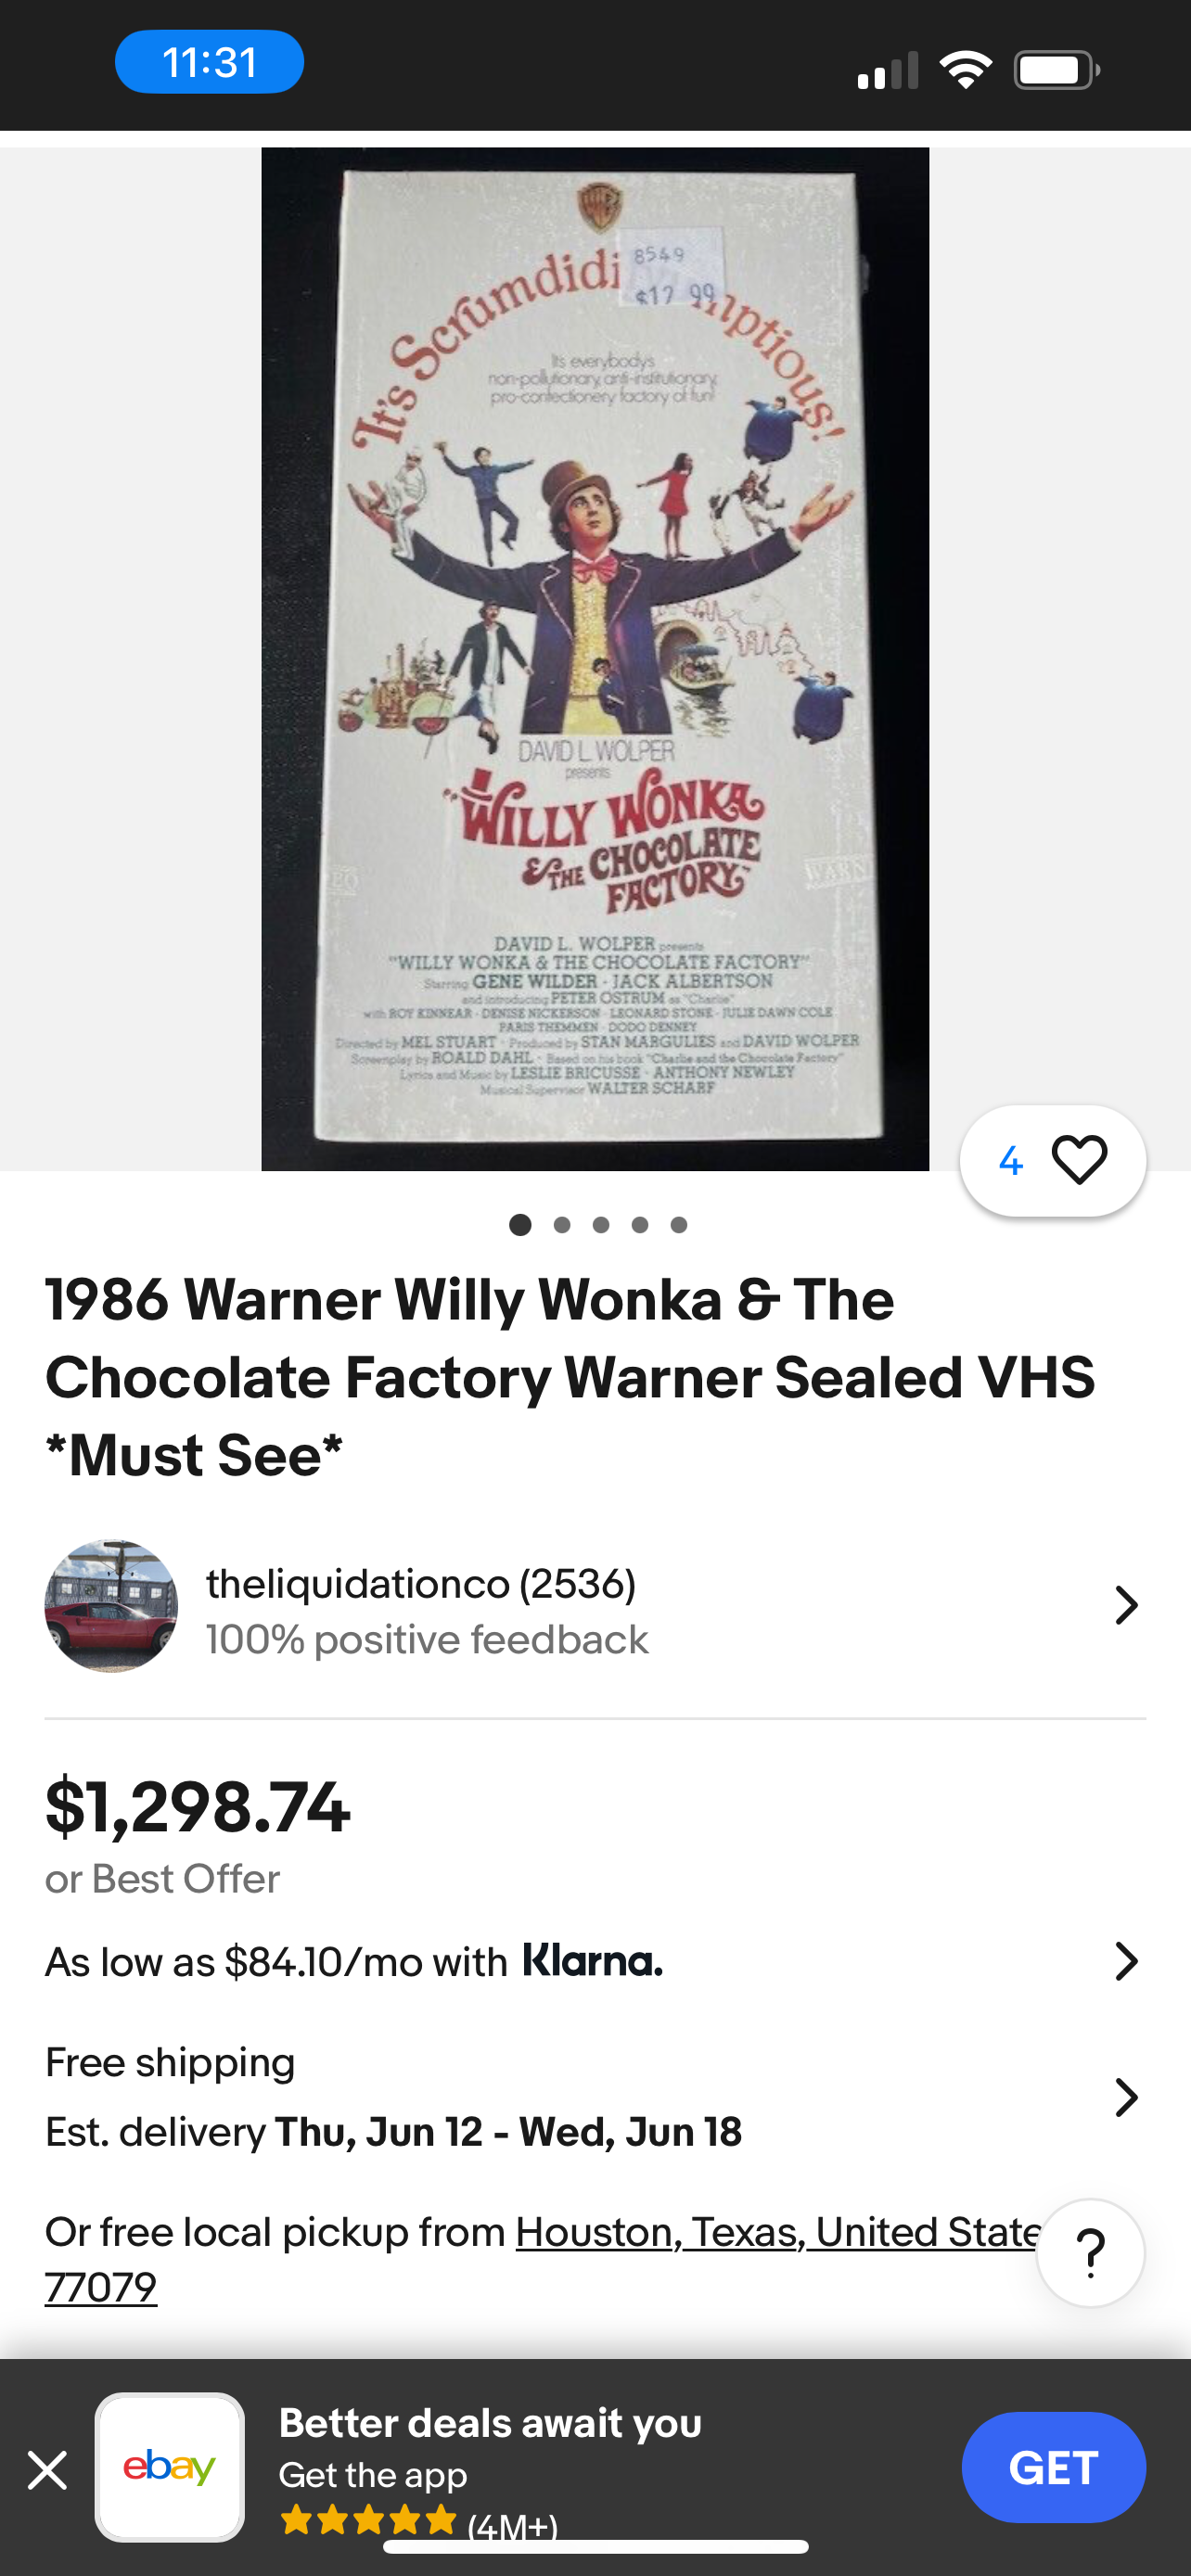 11:31
WB
8549
$17 99
It's Scrumdidi mptious!
It's everybody's
non-pollutionary, anti-institutionary,
pro-confectionery factory of fun!
DAVID L. WOLPER
presents
WILLY WONKA
& THE CHOCOLATE
FACTORY
WARN
DAVID L. WOLPER presents
"WILLY WONKA & THE CHOCOLATE FACTORY"
Starring GENE WILDER · JACK ALBERTSON
and introducing PETER OSTRUM as "Charlie"
with ROY KINNEAR · DENISE NICKERSON · LEONARD STONE · JULIE DAWN COLE
PARIS THEMMEN · DODO DENNEY
Directed by MEL STUART · Produced by STAN MARGULIES and DAVID WOLPER
Screenplay by ROALD DAHL · Based on his book "Charlie and the Chocolate Factory"
Lyrics and Music by LESLIE BRICUSSE · ANTHONY NEWLEY
Musical Supervisor WALTER SCHARF
4
1986 Warner Willy Wonka & The
Chocolate Factory Warner Sealed VHS
*Must See*
theliquidationco (2536)
100% positive feedback
$1,298.74
or Best Offer
As low as $84.10/mo with Klarna.
Free shipping
Est. delivery Thu, Jun 12 - Wed, Jun 18
Or free local pickup from Houston, Texas, United State
77079
?
ebay
Better deals await you
Get the app
(4M+)
GET